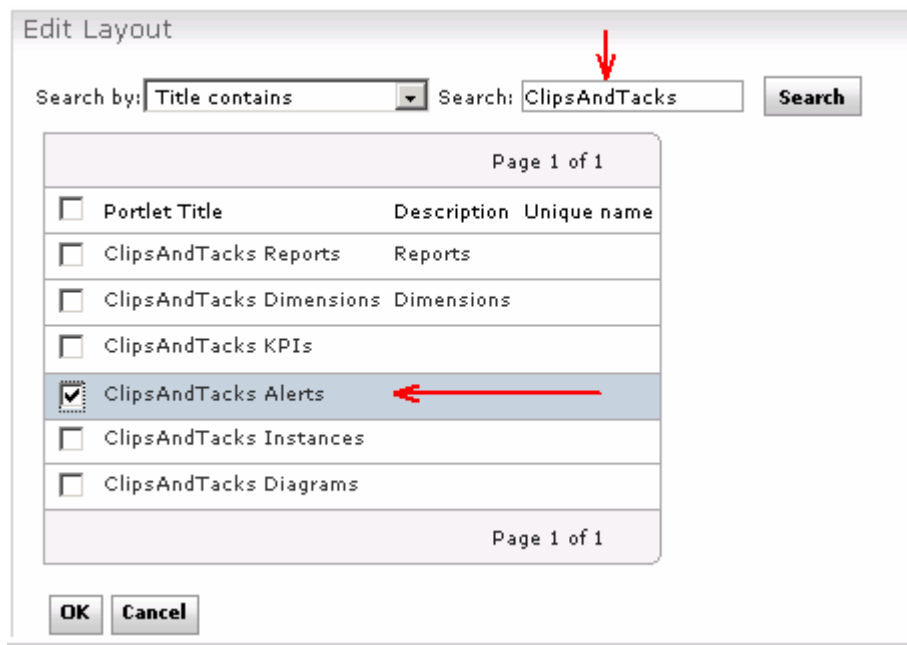 Edit Layout
Search by: Title contains Search: ClipsAndTacks Search
Page 1 of 1
Portlet Title Description Unique name
ClipsAndTacks Reports Reports
ClipsAndTacks Dimensions Dimensions
ClipsAndTacks KPIs
ClipsAndTacks Alerts
ClipsAndTacks Instances
ClipsAndTacks Diagrams
Page 1 of 1
OK Cancel